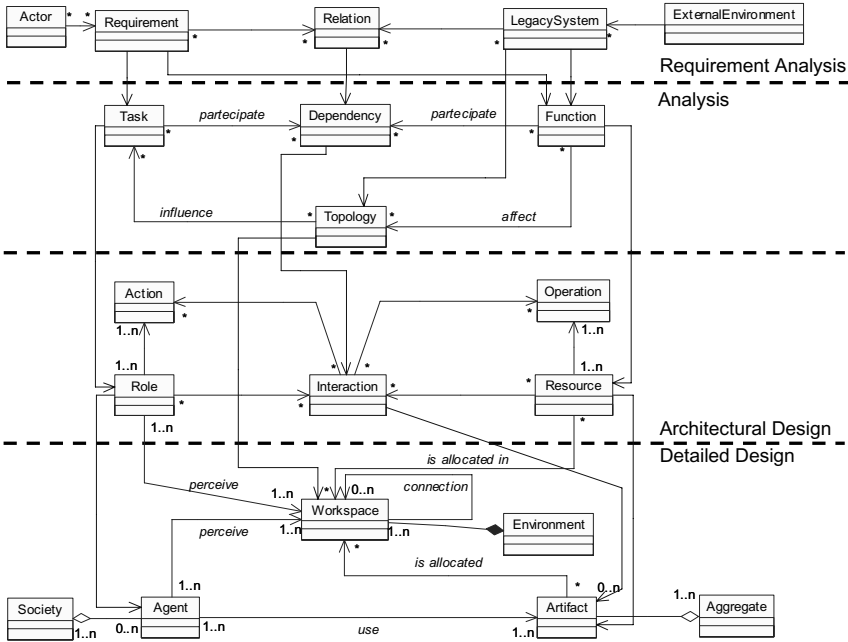 Actor
*
*
Requirement
*
Relation
*
LegacySystem
*
ExternalEnvironment
*
Requirement Analysis
Analysis
Task
*
partecipate
*
Dependency
*
partecipate
*
Function
*
*
influence
*
Topology
*
affect
Action
*
Operation
*
1..n
1..n
1..n
1..n
Role
*
*
Interaction
*
*
*
*
Resource
*
1..n
Architectural Design
Detailed Design
is allocated in
perceive
1..n
*
0..n
connection
Workspace
perceive
1..n
1..n
Environment
*
is allocated
1..n
*
0..n
1..n
Society
1..n
0..n
Agent
1..n
use
1..n
Artifact
Aggregate